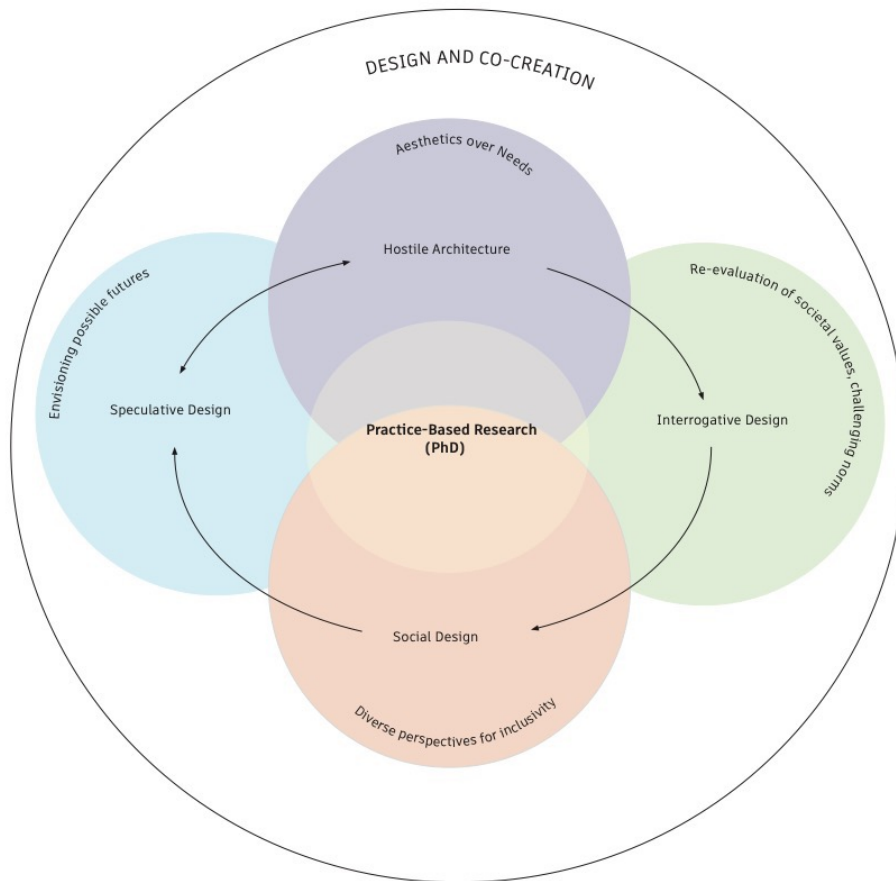 DESIGN AND CO-CREATION
Aesthetics over Needs
Hostile Architecture
Envisioning possible futures
Re-evaluation of societal values, challenging norms
Speculative Design
Interrogative Design
Practice-Based Research
(PhD)
Social Design
Diverse perspectives for inclusivity